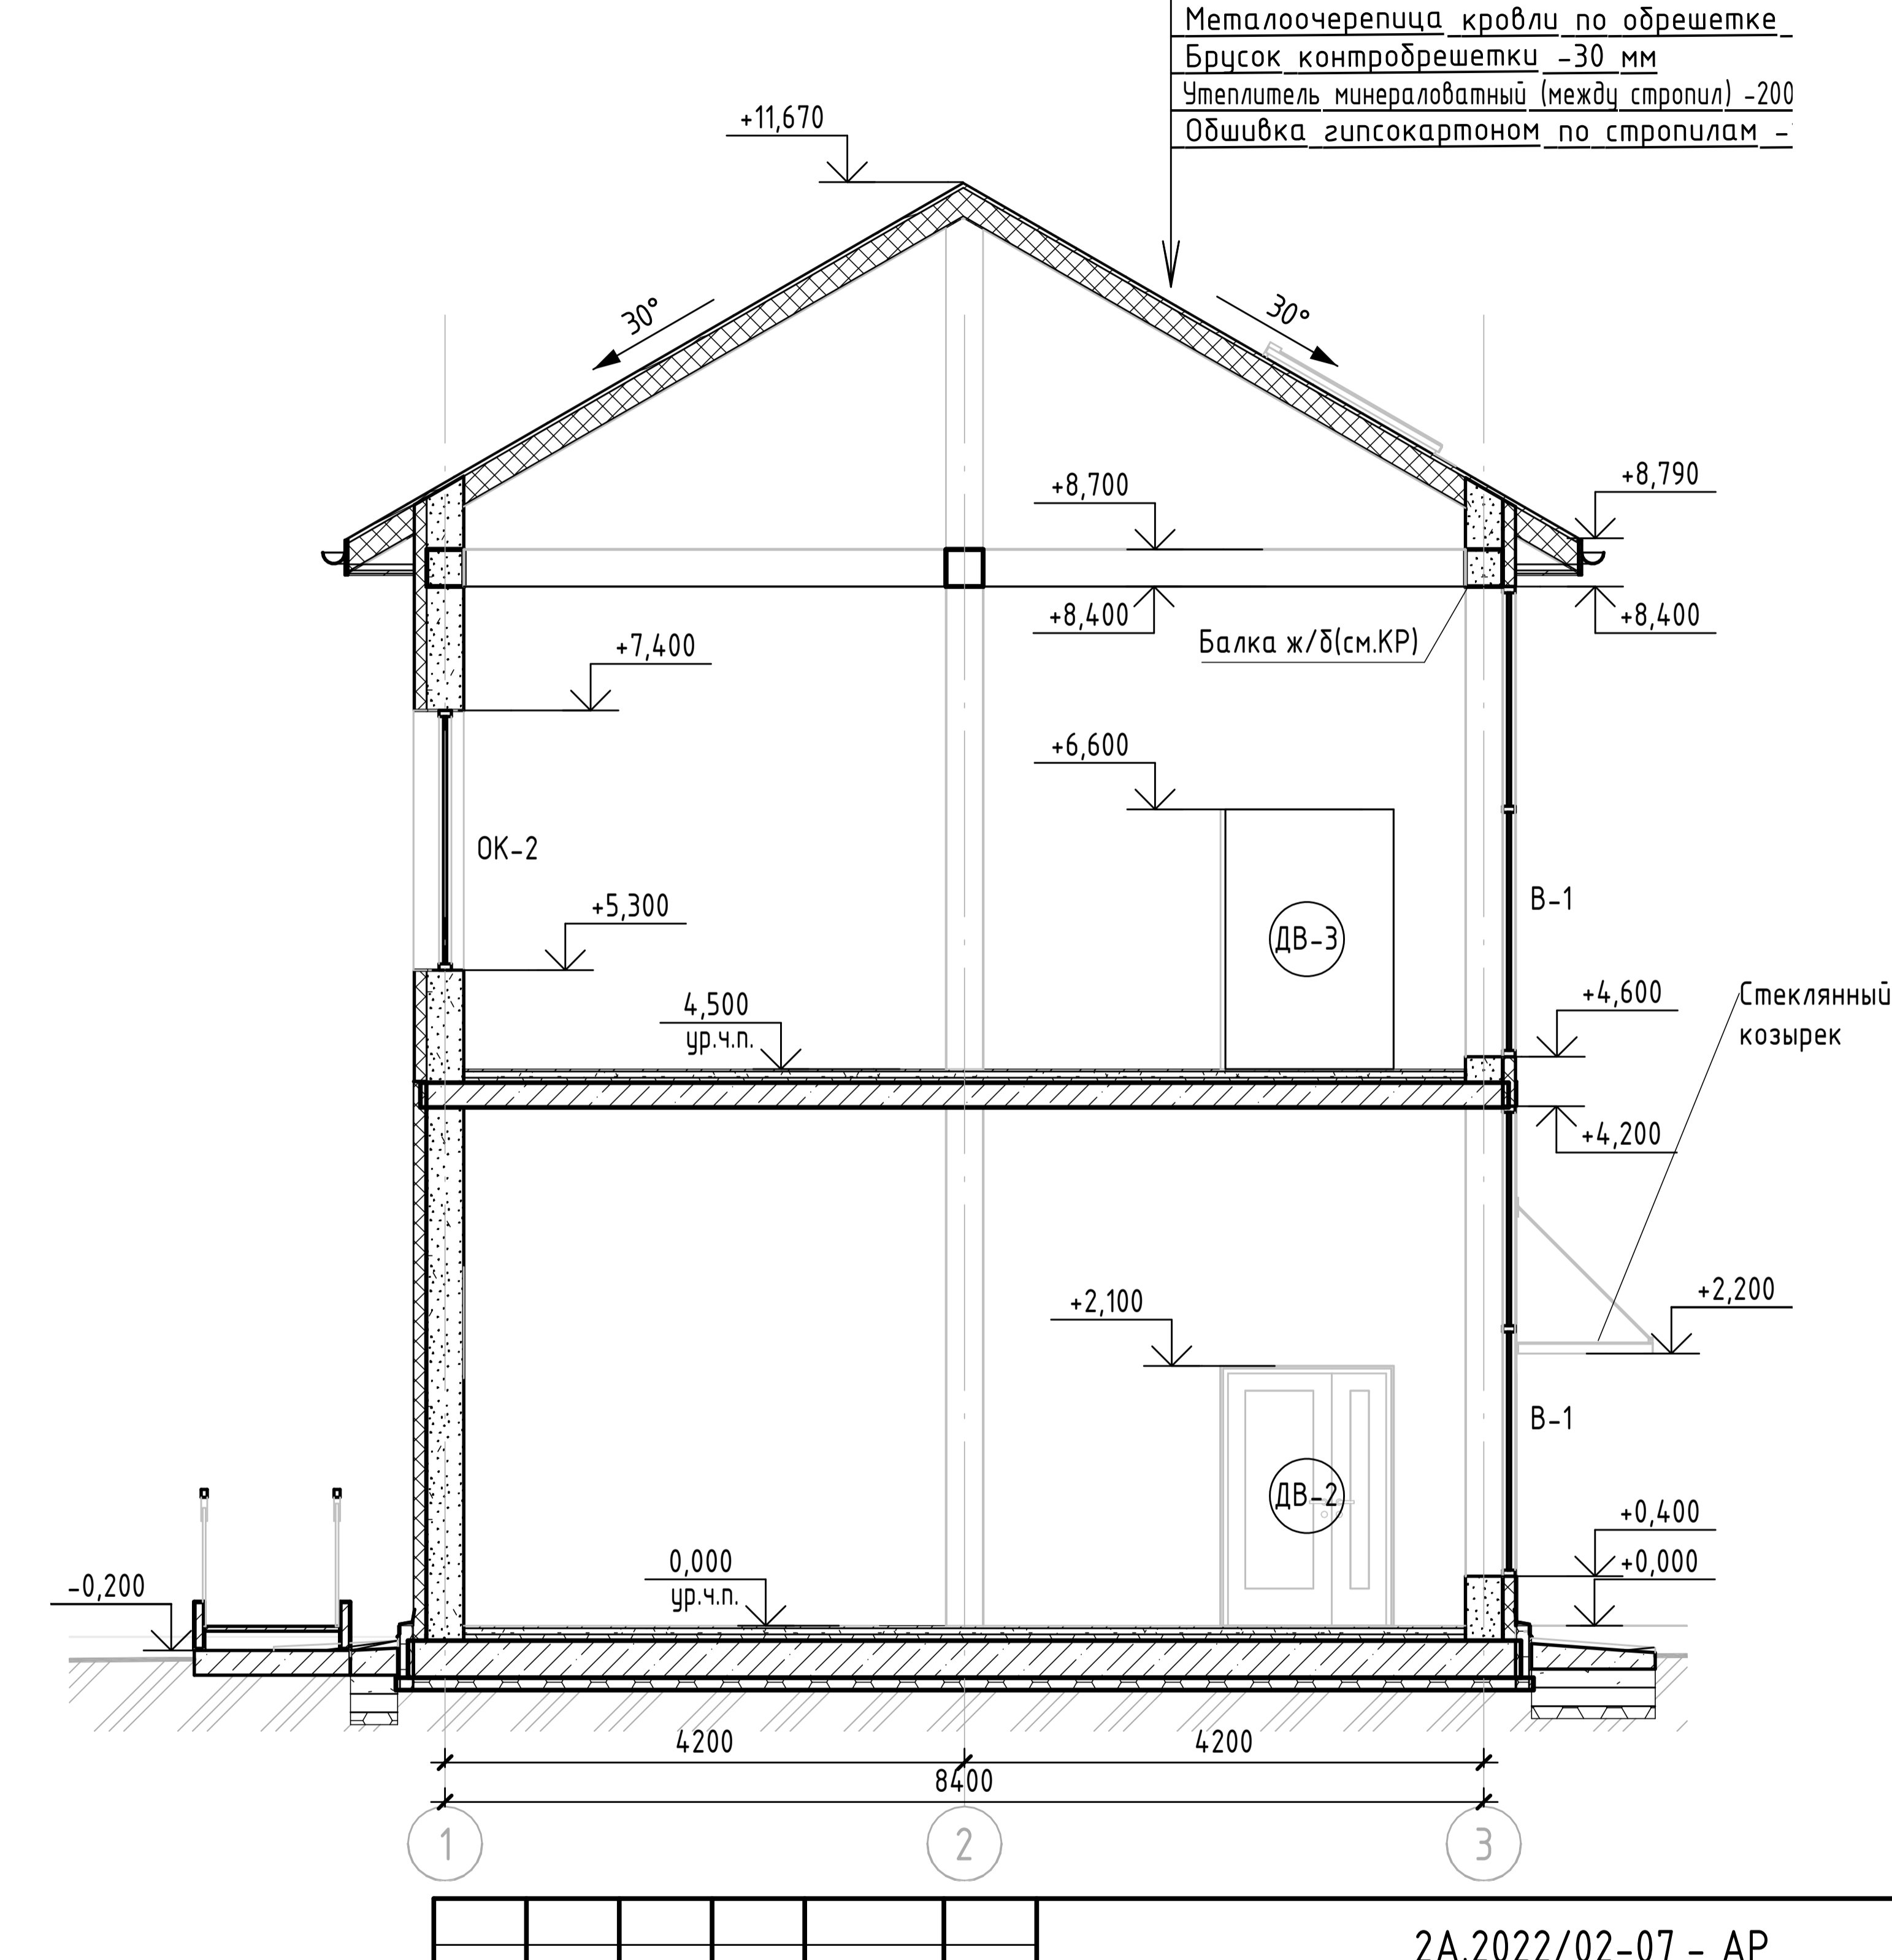 Металоочерепица кровли по обрешетке
Брусок контробрешетки -30 мм
Утеплитель минераловатный (между стропил) -200
Обшивка гипсокартоном по стропилам -
+11,670
30°
30°
+8,700
+8,790
+8,400
+8,400
Балка ж/б(см.КР)
+7,400
+6,600
ОК-2
В-1
+5,300
ДВ-3
4,500
ур.ч.п.
+4,600
Стеклянный
козырек
+4,200
+2,200
+2,100
В-1
ДВ-2
+0,400
+0,000
0,000
ур.ч.п.
-0,200
4200
4200
8400
1
2
3
2А.2022/02-07 - АР